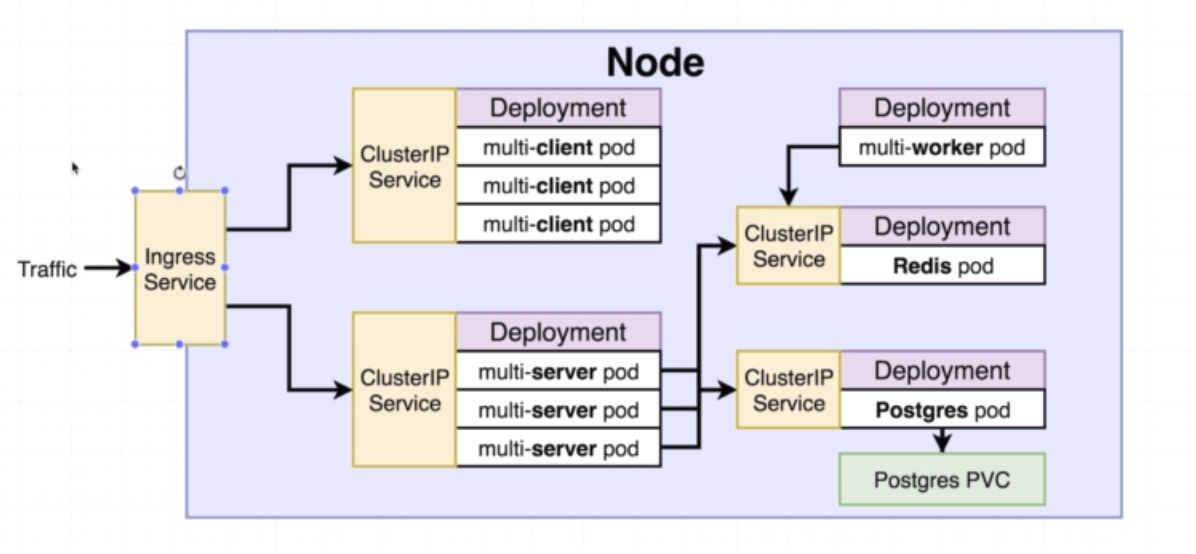 Node
Traffic
Ingress
Service
ClusterIP
Service
Deployment
multi-client pod
multi-client pod
multi-client pod
ClusterIP
Service
Deployment
multi-server pod
multi-server pod
multi-server pod
Deployment
multi-worker pod
ClusterIP
Service
Deployment
Redis pod
ClusterIP
Service
Deployment
Postgres pod
Postgres PVC